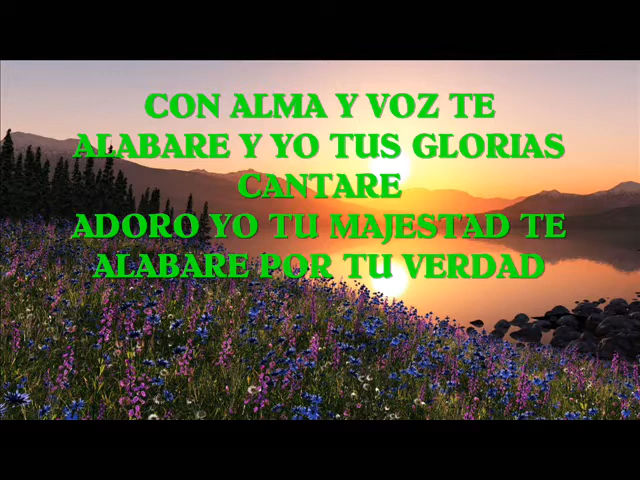 CON ALMA Y VOZ TE
ALABARE Y YO TUS GLORIAS
CANTARE
ADORO YO TU MAJESTAD TE
ALABARE POR TU VERDAD